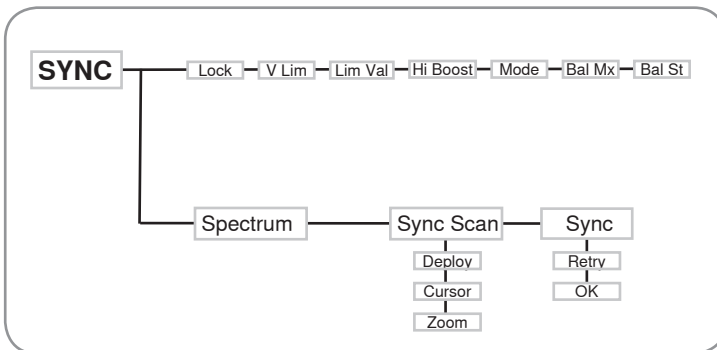 SYNC Lock V Lim Lim Val Hi Boost Mode Bal Mx Bal St
Spectrum Sync Scan Sync
Deploy Retry
Cursor OK
Zoom